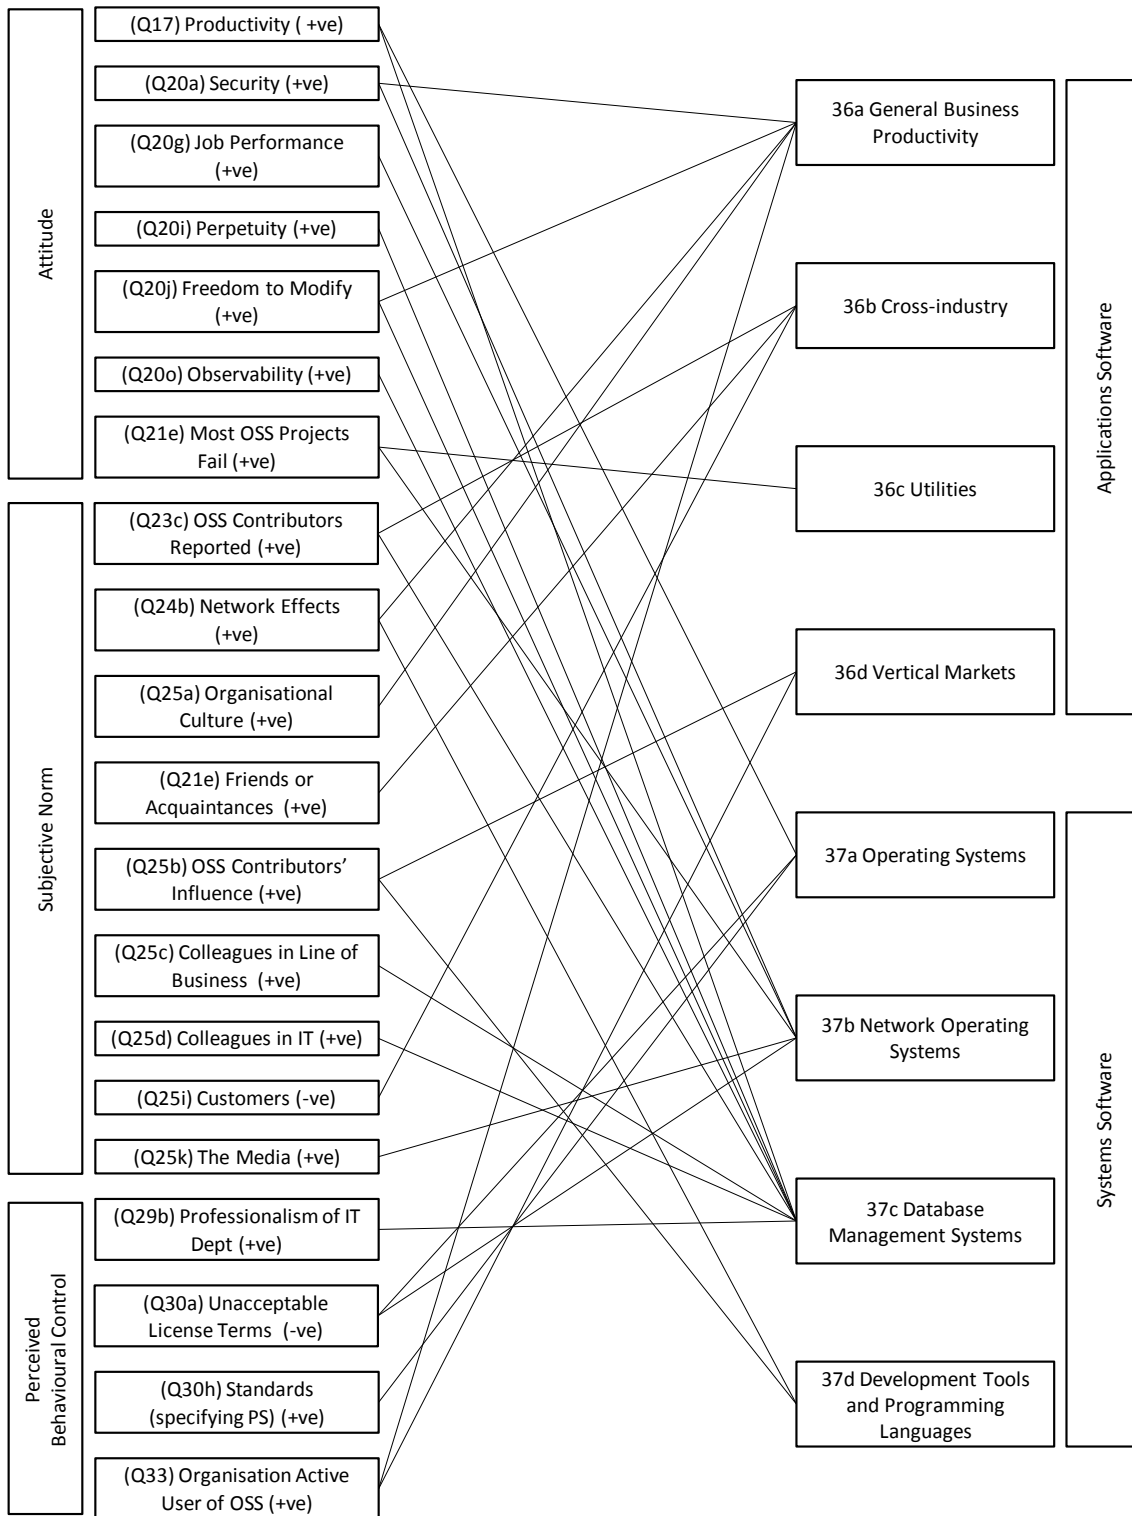 Attitude
(Q17) Productivity ( +ve)
(Q20a) Security (+ve)
(Q20g) Job Performance
(+ve)
(Q20i) Perpetuity (+ve)
(Q20j) Freedom to Modify
(+ve)
(Q20o) Observability (+ve)
(Q21e) Most OSS Projects
Fail (+ve)
Subjective Norm
(Q23c) OSS Contributors
Reported (+ve)
(Q24b) Network Effects
(+ve)
(Q25a) Organisational
Culture (+ve)
(Q21e) Friends or
Acquaintances (+ve)
(Q25b) OSS Contributors’
Influence (+ve)
(Q25c) Colleagues in Line of
Business (+ve)
(Q25d) Colleagues in IT (+ve)
(Q25i) Customers (-ve)
(Q25k) The Media (+ve)
Perceived
Behavioural Control
(Q29b) Professionalism of IT
Dept (+ve)
(Q30a) Unacceptable
License Terms (-ve)
(Q30h) Standards
(specifying PS) (+ve)
(Q33) Organisation Active
User of OSS (+ve)
36a General Business
Productivity
36b Cross-industry
36c Utilities
36d Vertical Markets
Applications Software
37a Operating Systems
37b Network Operating
Systems
37c Database
Management Systems
37d Development Tools
and Programming
Languages
Systems Software